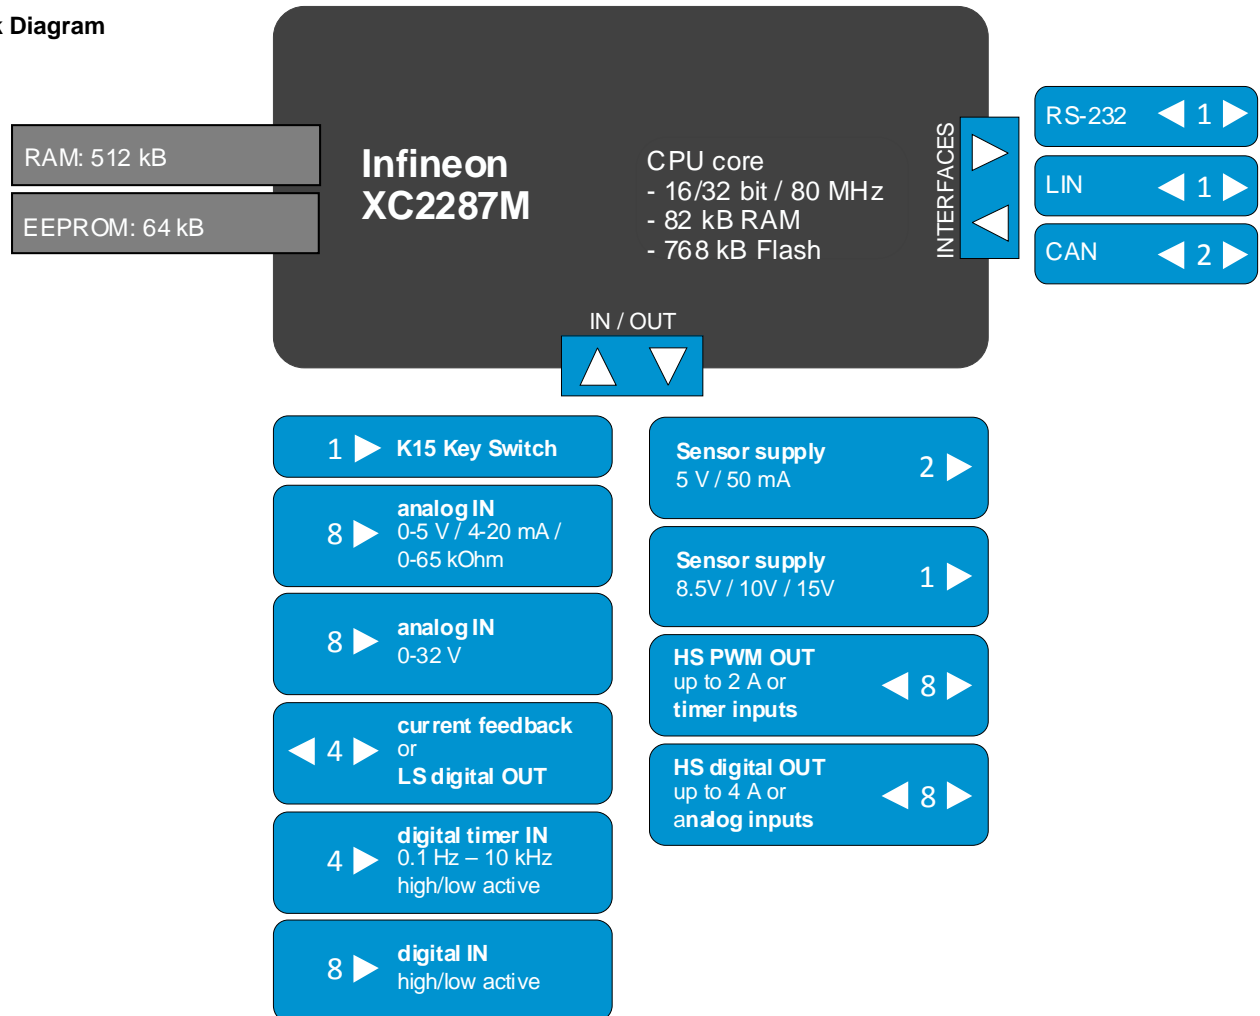 k Diagram
RAM: 512 kB
EEPROM: 64 kB
Infineon
XC2287M
CPU core
- 16/32 bit / 80 MHz
- 82 kB RAM
- 768 kB Flash
INTERFACES
RS-232 1
LIN 1
CAN 2
IN / OUT
1 K15 Key Switch
8 analog IN
0-5 V / 4-20 mA /
0-65 kOhm
8 analog IN
0-32 V
4 current feedback
or
LS digital OUT
4 digital timer IN
0.1 Hz – 10 kHz
high/low active
8 digital IN
high/low active
Sensor supply
5 V / 50 mA
2
Sensor supply
8.5V / 10V / 15V
1
HS PWM OUT
up to 2 A or
timer inputs
8
HS digital OUT
up to 4 A or
analog inputs
8